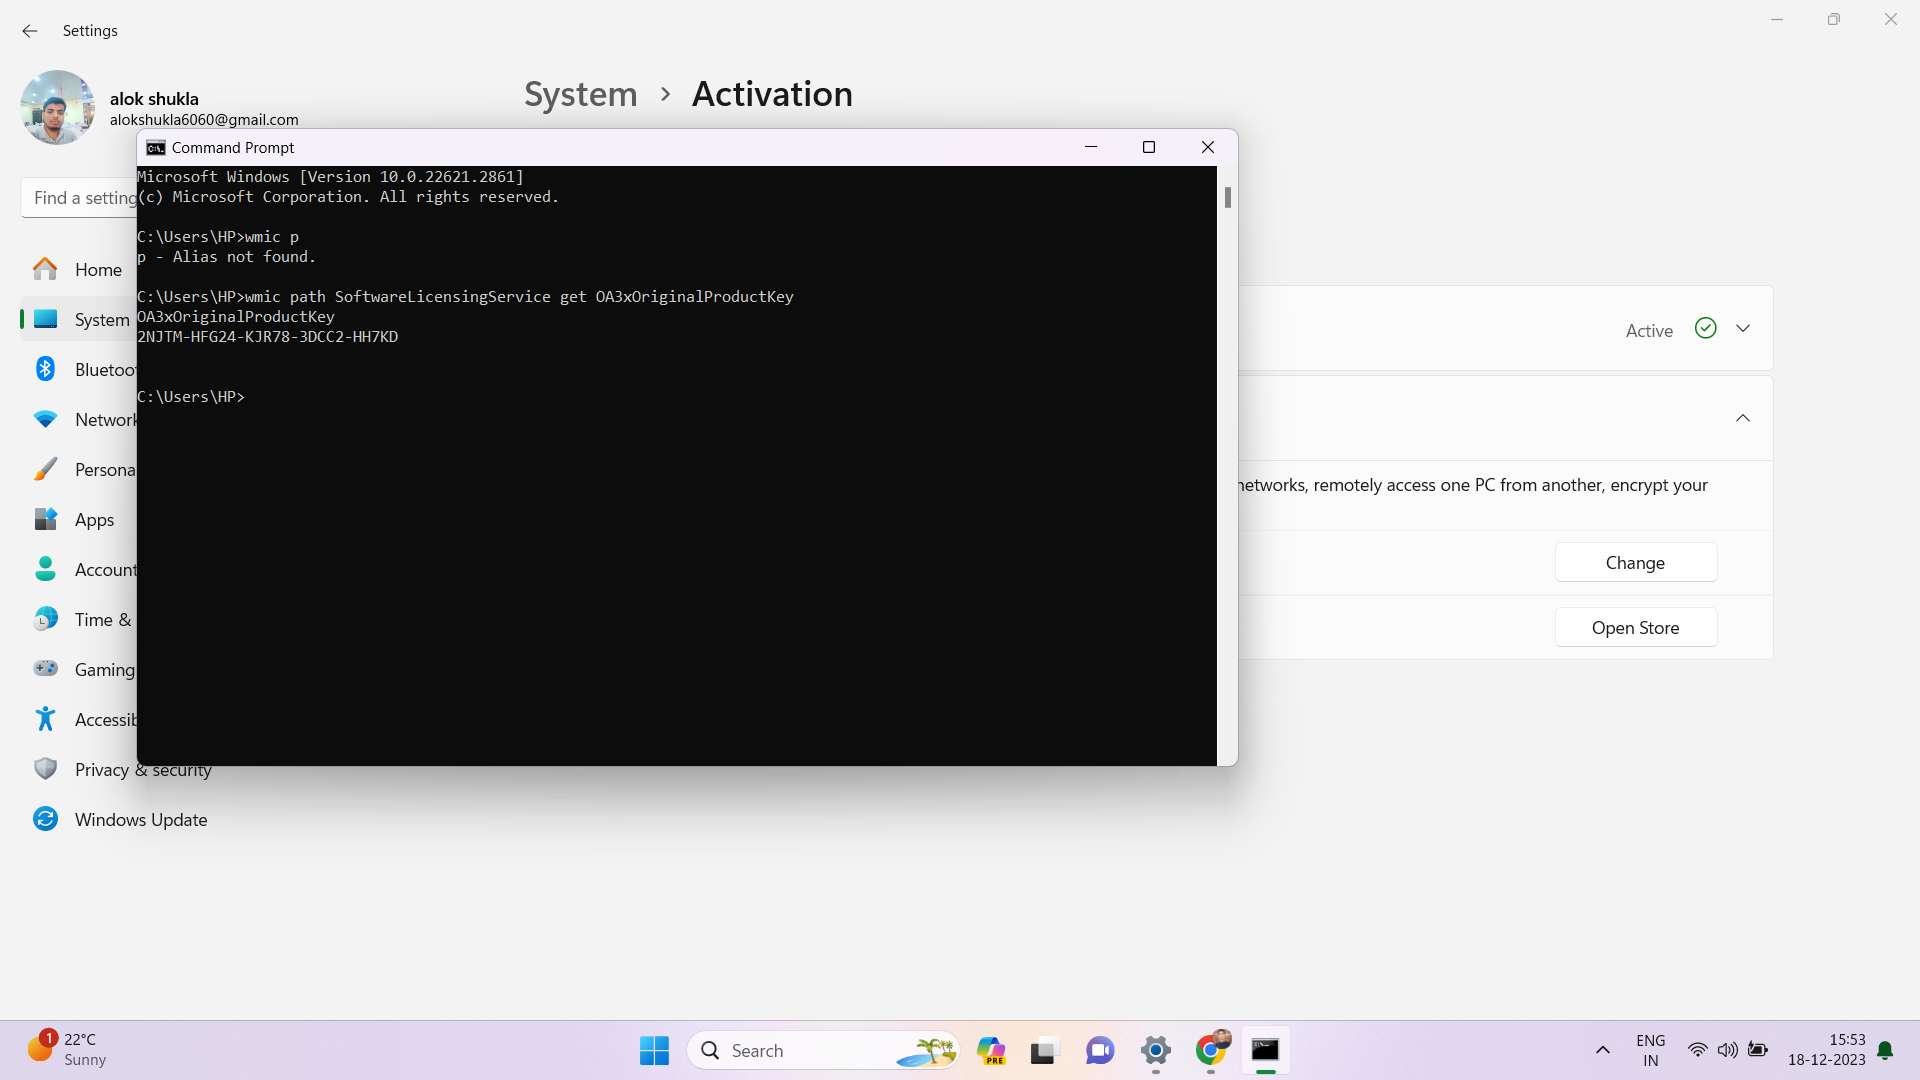 Settings
alok shukla
alokshukla6060@gmail.com
System > Activation
Command Prompt
Microsoft Windows [Version 10.0.22621.2861]
(c) Microsoft Corporation. All rights reserved.
C:\Users\HP>wmic p
p - Alias not found.
C:\Users\HP>wmic path SoftwareLicensingService get OA3xOriginalProductKey
OA3xOriginalProductKey
2NJTM-HFG24-KJR78-3DCC2-HH7KD
C:\Users\HP>
Find a setting
Home
System
Bluetoo
Network
Persona
Apps
Account
Time &
Gaming
Accessib
Privacy & security
Windows Update
Active
networks, remotely access one PC from another, encrypt your
Change
Open Store
1
22°C
Sunny
Search
PRE
ENG
IN
15:53
18-12-2023